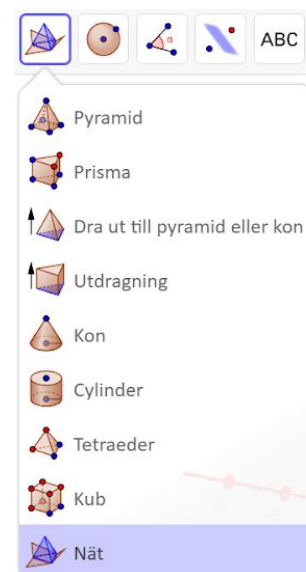 ABC
Pyramid
Prisma
Dra ut till pyramid eller kon
Utdragning
Kon
Cylinder
Tetraeder
Kub
Nät